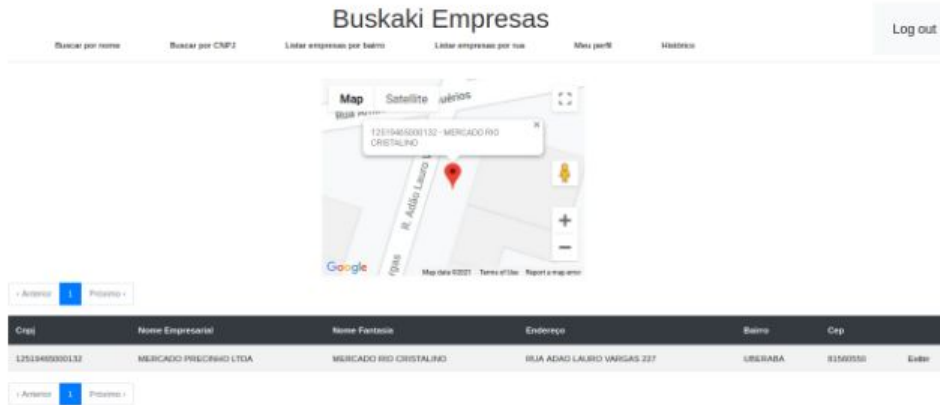 Buskaki Empresas
Log out
Buscar por nome Buscar por CNPJ Listar empresas por bairro Listar empresas por rua Meu perfil Histórico
Map Satellite
Rua
12519465000132 - MERCADO RIO
CRISTALINO
R. Adão Lauro
Google Map data ©2021 Terms of Use Report a map error
‹ Anterior 1 Próximo ›
Cnpj Nome Empresarial Nome Fantasia Endereço Bairro Cep
12519465000132 MERCADO PRECINHO LTDA MERCADO RIO CRISTALINO RUA ADAO LAURO VARGAS 227 UBERABA 81560550 Exibir
‹ Anterior 1 Próximo ›